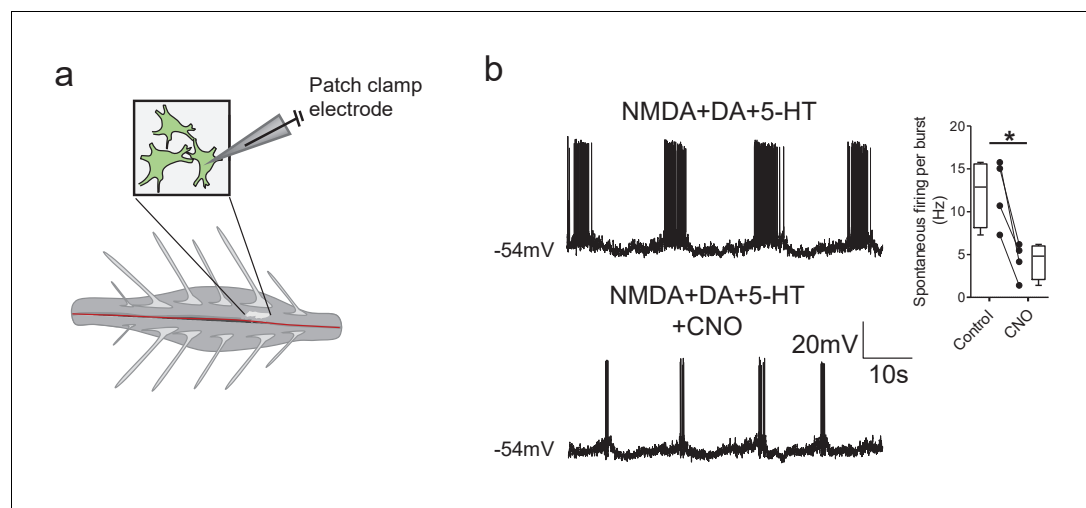 a
Patch clamp
electrode
b
NMDA+DA+5-HT
-54mV
NMDA+DA+5-HT
+CNO
-54mV
20mV
10s
Spontaneous firing per burst
(Hz)
20
15
10
5
0
*
Control
CNO